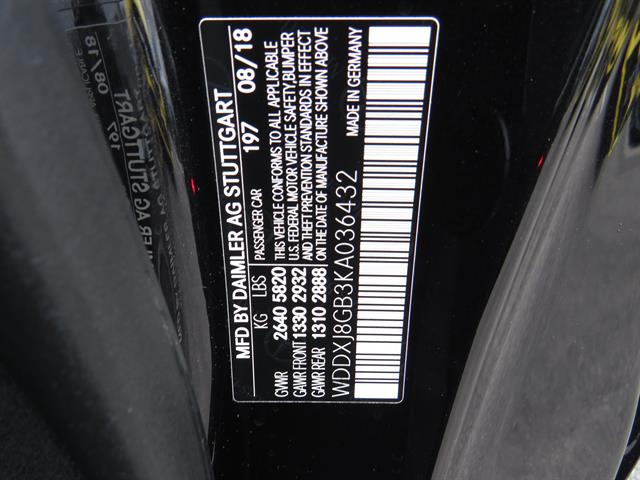 MFD BY DAIMLER AG STUTTGART
197 08/18
PASSENGER CAR
KG LBS
GVWR 2640 5820
GAWR FRONT 1330 2932
GAWR REAR 1310 2888
THIS VEHICLE CONFORMS TO ALL APPLICABLE
U.S. FEDERAL MOTOR VEHICLE SAFETY, BUMPER
AND THEFT PREVENTION STANDARDS IN EFFECT
ON THE DATE OF MANUFACTURE SHOWN ABOVE
MADE IN GERMANY
WDDXJ8GB3KA036432